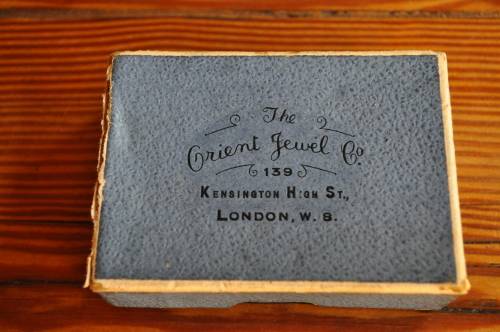 The
Orient Jewel Co.
139
KENSINGTON HIGH ST.,
LONDON, W. 8.